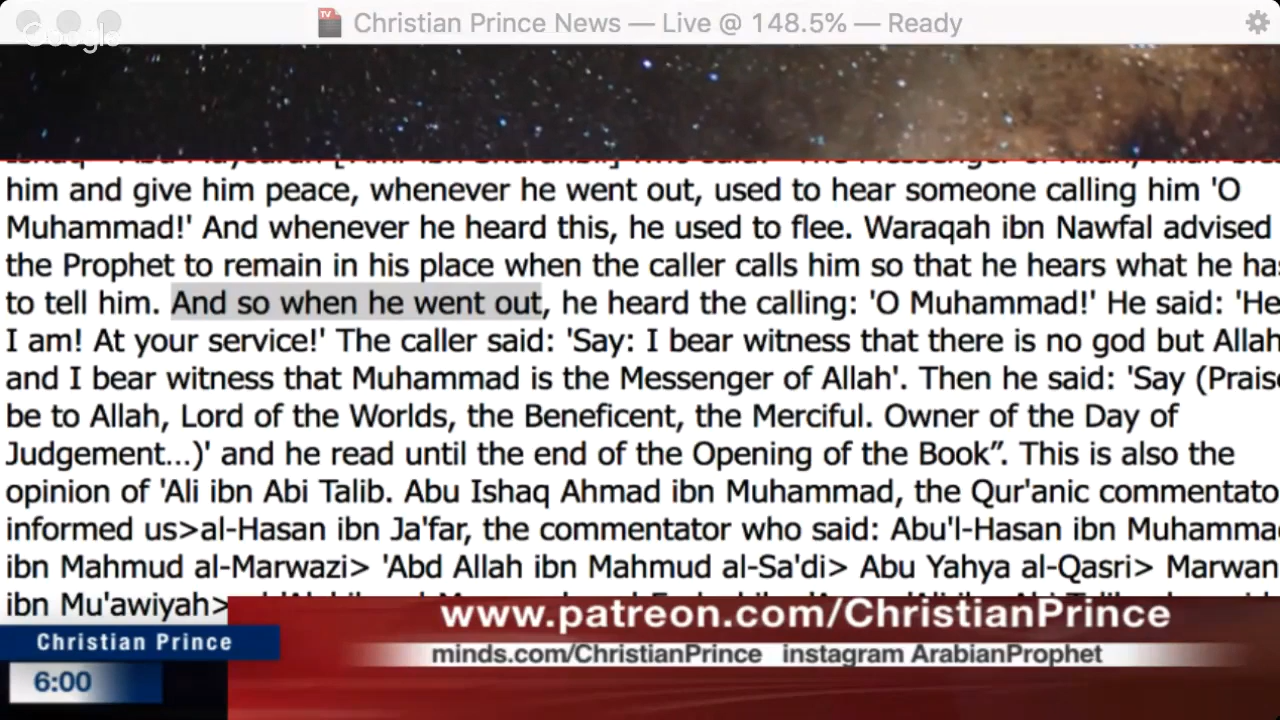 Christian Prince News — Live @ 148.5% — Ready
Google
him and give him peace, whenever he went out, used to hear someone calling him 'O
Muhammad!' And whenever he heard this, he used to flee. Waraqah ibn Nawfal advised
the Prophet to remain in his place when the caller calls him so that he hears what he has
to tell him. And so when he went out, he heard the calling: 'O Muhammad!' He said: 'He
I am! At your service!' The caller said: 'Say: I bear witness that there is no god but Allah
and I bear witness that Muhammad is the Messenger of Allah'. Then he said: 'Say (Praise
be to Allah, Lord of the Worlds, the Beneficent, the Merciful. Owner of the Day of
Judgement...)' and he read until the end of the Opening of the Book”. This is also the
opinion of 'Ali ibn Abi Talib. Abu Ishaq Ahmad ibn Muhammad, the Qur'anic commentato
informed us>al-Hasan ibn Ja'far, the commentator who said: Abu'l-Hasan ibn Muhamma
ibn Mahmud al-Marwazi> 'Abd Allah ibn Mahmud al-Sa'di> Abu Yahya al-Qasri> Marwan
ibn Mu'awiyah>
www.patreon.com/ChristianPrince
Christian Prince
minds.com/ChristianPrince instagram ArabianProphet
6:00